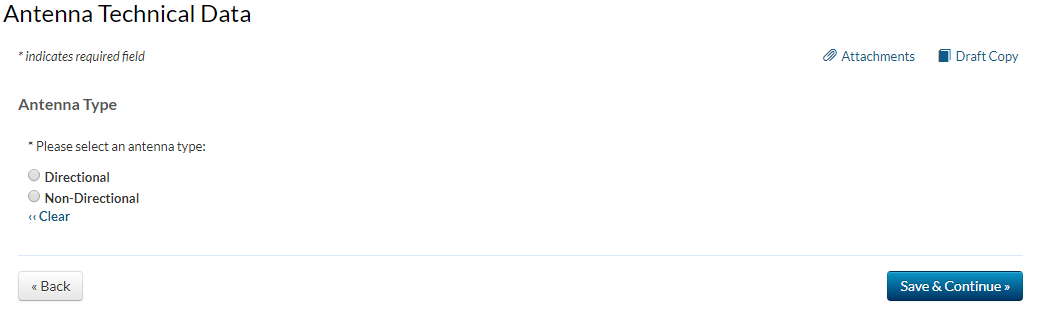 Antenna Technical Data
* indicates required field
Attachments
Draft Copy
Antenna Type
* Please select an antenna type:
Directional
Non-Directional
‹‹ Clear
« Back
Save & Continue »